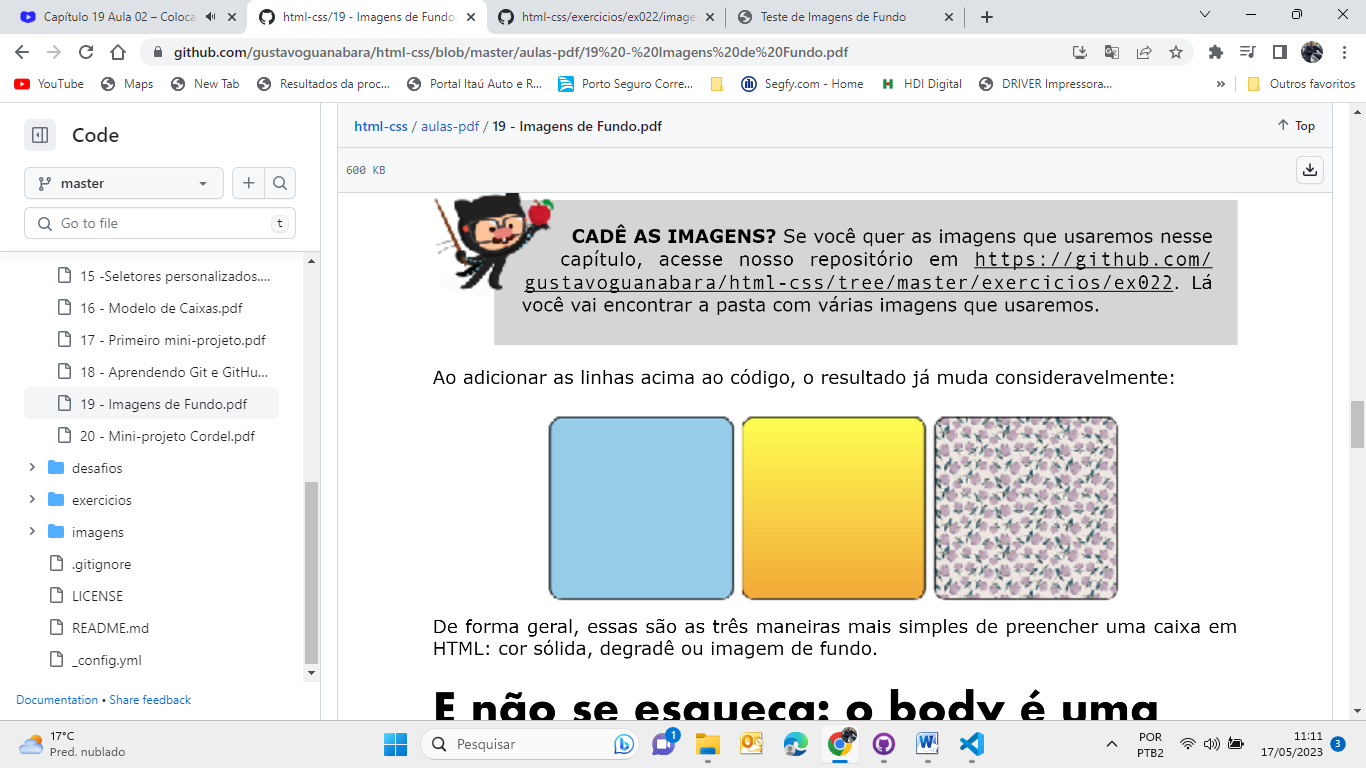 Capítulo 19 Aula 02 – Coloca
html-css/19 - Imagens de Fundo.
html-css/exercicios/ex022/image
Teste de Imagens de Fundo
github.com/gustavoguanabara/html-css/blob/master/aulas-pdf/19%20-%20Imagens%20de%20Fundo.pdf
YouTube
Maps
New Tab
Resultados da proc...
Portal Itaú Auto e R...
Porto Seguro Corre...
Segfy.com - Home
HDI Digital
DRIVER Impressora...
»
Outros favoritos
Code
master
Go to file
t
15 -Seletores personalizados....
16 - Modelo de Caixas.pdf
17 - Primeiro mini-projeto.pdf
18 - Aprendendo Git e GitHu...
19 - Imagens de Fundo.pdf
20 - Mini-projeto Cordel.pdf
desafios
exercicios
imagens
.gitignore
LICENSE
README.md
_config.yml
Documentation • Share feedback
html-css / aulas-pdf / 19 - Imagens de Fundo.pdf
Top
600 KB
CADÊ AS IMAGENS? Se você quer as imagens que usaremos nesse
capítulo, acesse nosso repositório em https://github.com/
gustavoguanabara/html-css/tree/master/exercicios/ex022. Lá
você vai encontrar a pasta com várias imagens que usaremos.
Ao adicionar as linhas acima ao código, o resultado já muda consideravelmente:
De forma geral, essas são as três maneiras mais simples de preencher uma caixa em
HTML: cor sólida, degradê ou imagem de fundo.
E não se esqueça: o body é uma
17°C
Pred. nublado
Pesquisar
1
POR
PTB2
11:11
17/05/2023
3